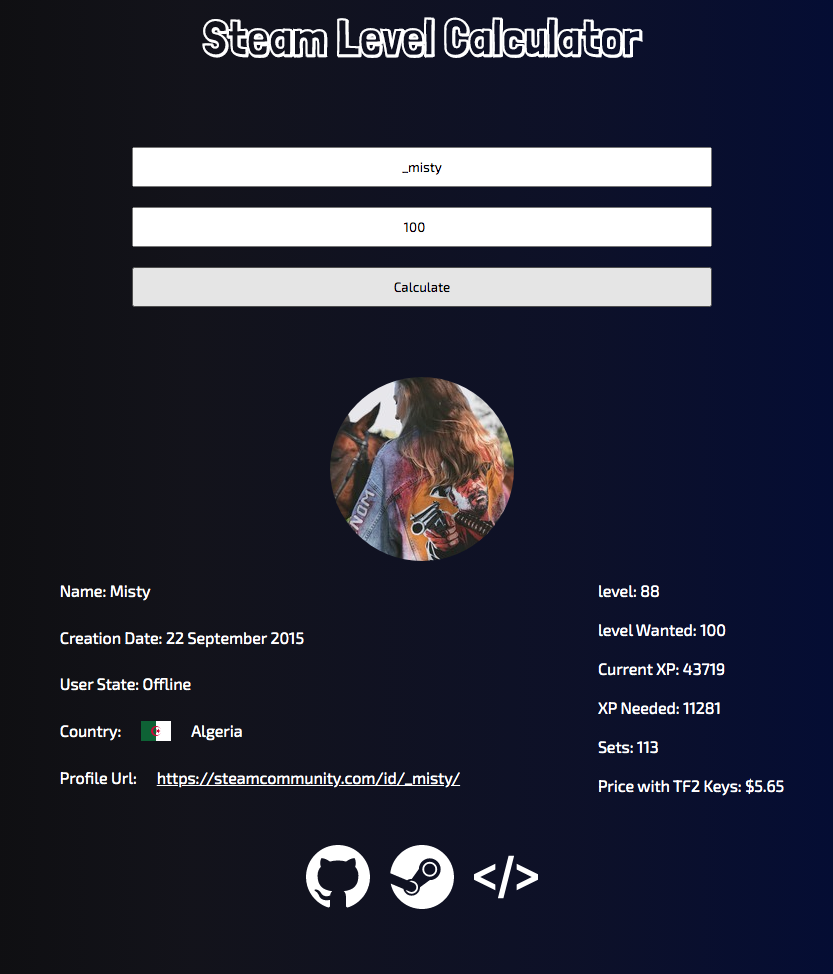 Steam Level Calculator
_misty
100
Calculate
NOM
Name: Misty
Creation Date: 22 September 2015
User State: Offline
Country: Algeria
Profile Url: https://steamcommunity.com/id/_misty/
level: 88
level Wanted: 100
Current XP: 43719
XP Needed: 11281
Sets: 113
Price with TF2 Keys: $5.65
</>